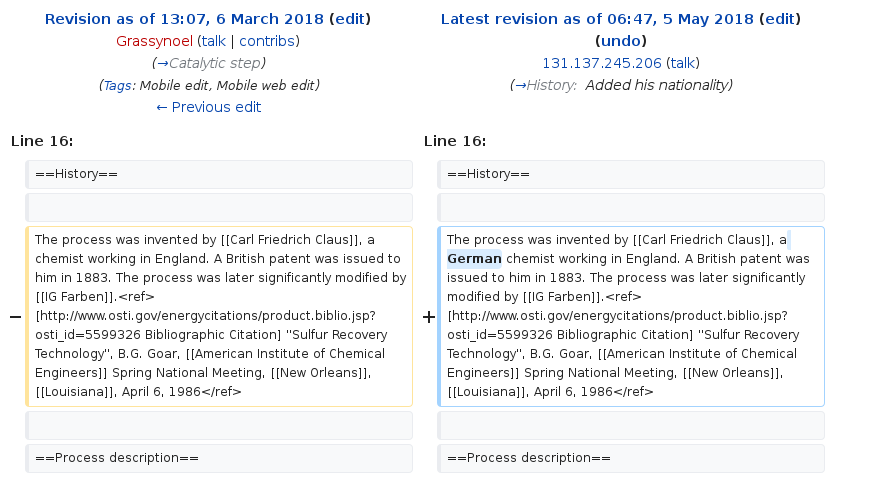 Revision as of 13:07, 6 March 2018 (edit)
Grassynoel (talk | contribs)
(→Catalytic step)
(Tags: Mobile edit, Mobile web edit)
← Previous edit
Latest revision as of 06:47, 5 May 2018 (edit)
(undo)
131.137.245.206 (talk)
(→History:  Added his nationality)
Line 16:
Line 16:
==History==
==History==
−
The process was invented by [[Carl Friedrich Claus]], a
chemist working in England. A British patent was issued to
him in 1883. The process was later significantly modified by
[[IG Farben]].<ref>
[http://www.osti.gov/energycitations/product.biblio.jsp?
osti_id=5599326 Bibliographic Citation] "Sulfur Recovery
Technology", B.G. Goar, [[American Institute of Chemical
Engineers]] Spring National Meeting, [[New Orleans]],
[[Louisiana]], April 6, 1986</ref>
+
The process was invented by [[Carl Friedrich Claus]], a
German chemist working in England. A British patent was
issued to him in 1883. The process was later significantly
modified by [[IG Farben]].<ref>
[http://www.osti.gov/energycitations/product.biblio.jsp?
osti_id=5599326 Bibliographic Citation] "Sulfur Recovery
Technology", B.G. Goar, [[American Institute of Chemical
Engineers]] Spring National Meeting, [[New Orleans]],
[[Louisiana]], April 6, 1986</ref>
==Process description==
==Process description==